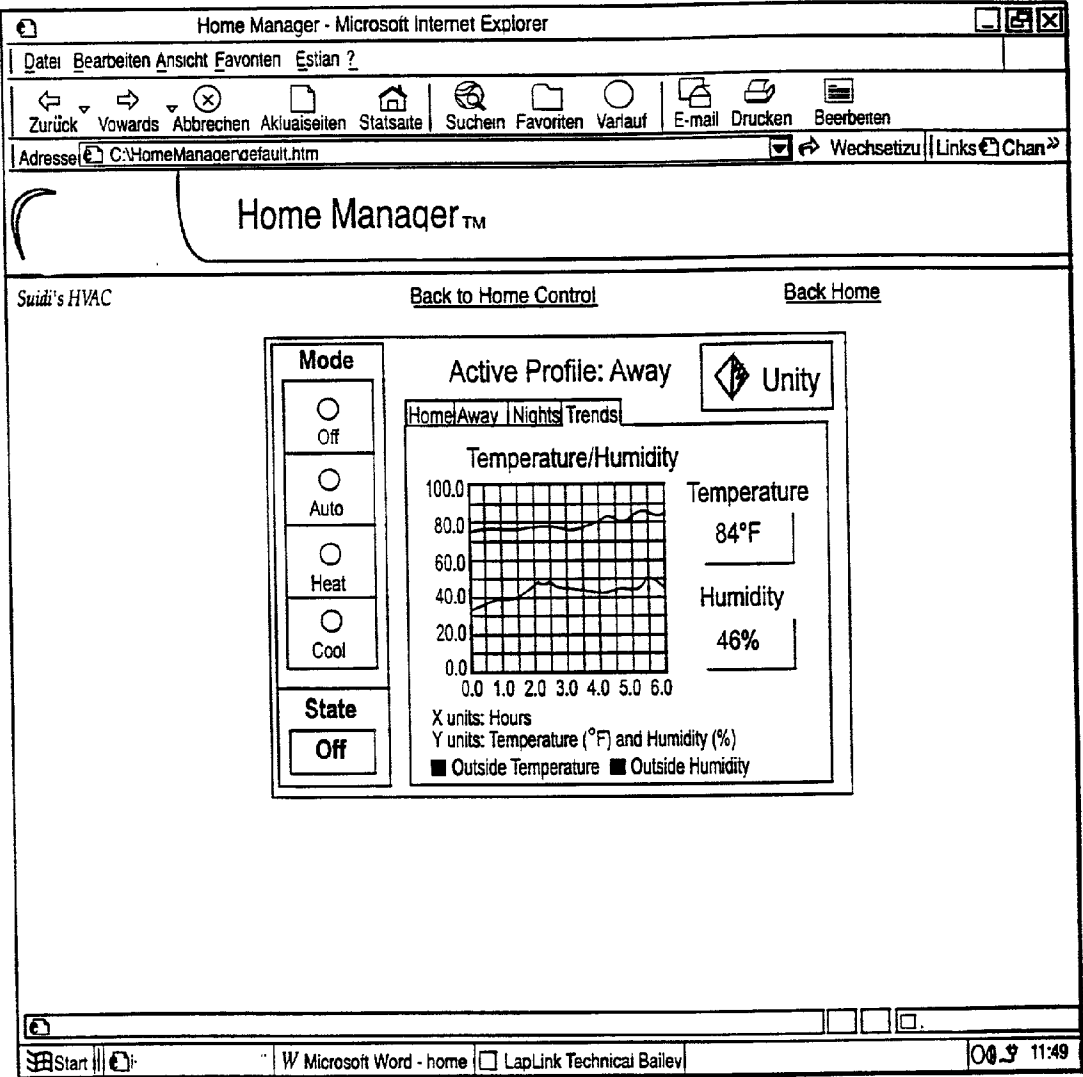 Home Manager - Microsoft Internet Explorer
Datei Bearbeiten Ansicht Favonten Estian ?
Zurück Vowards Abbrechen Akluaiseiten Statsaite Suchein Favoriten Varlauf E-mail Drucken Beerbeiten
Adresse C:\HomeManager\default.htm Wechsetizu Links Chan»
Home Manager TM
Suidi's HVAC Back to Home Control Back Home
Mode Active Profile: Away Unity
Off
Auto
Heat
Cool
Home Away Nights Trends
Temperature/Humidity
100.0
80.0
60.0
40.0
20.0
0.0
0.0 1.0 2.0 3.0 4.0 5.0 6.0
Temperature
84°F
Humidity
46%
X units: Hours
Y units: Temperature (°F) and Humidity (%)
Outside Temperature Outside Humidity
State
Off
Start W Microsoft Word - home LapLink Technical Bailev 11:49